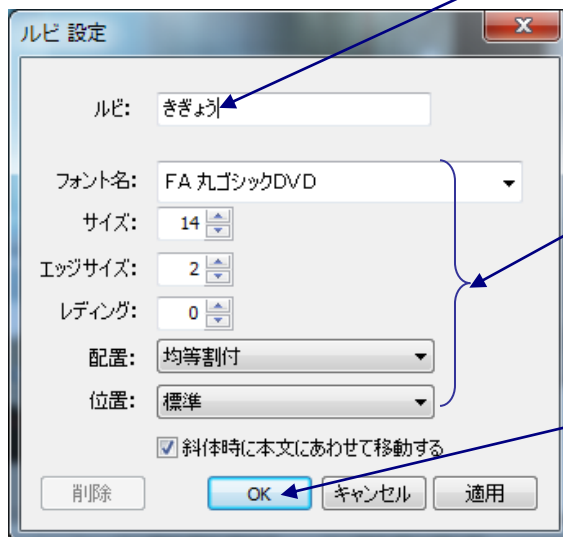 ルビ 設定
ルビ: きぎょう
フォント名: FA 丸ゴシックDVD
サイズ: 14
エッジサイズ: 2
レディング: 0
配置: 均等割付
位置: 標準
斜体時に本文にあわせて移動する
削除 OK キャンセル 適用